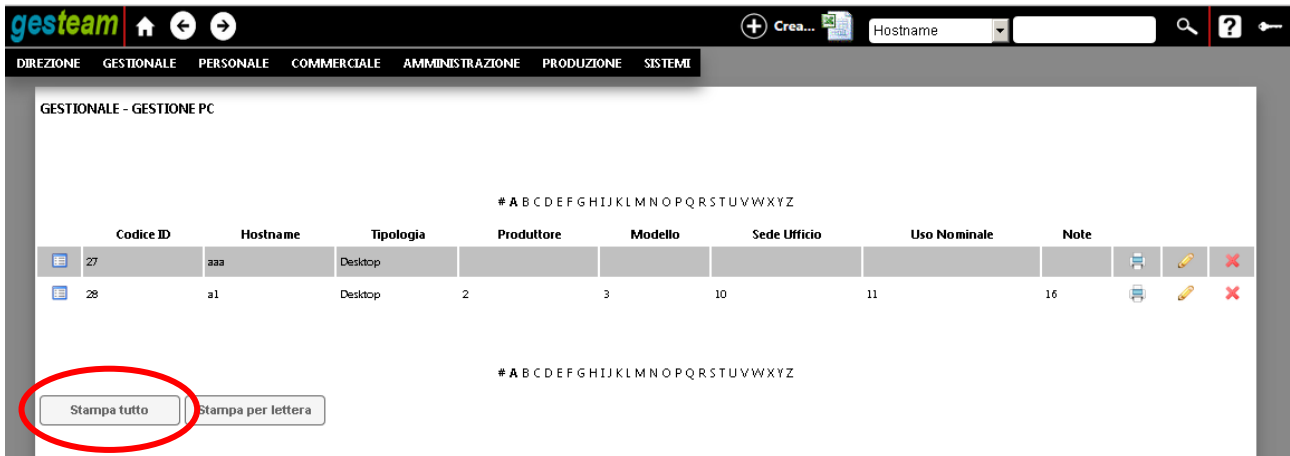 gesteam Crea... Hostname ?
DIREZIONE GESTIONALE PERSONALE COMMERCIALE AMMINISTRAZIONE PRODUZIONE SISTEMI
GESTIONALE - GESTIONE PC
# A B C D E F G H I J K L M N O P Q R S T U V W X Y Z
Codice ID Hostname Tipologia Produttore Modello Sede Ufficio Uso Nominale Note
27 aaa Desktop
28 a1 Desktop 2 3 10 11 16
# A B C D E F G H I J K L M N O P Q R S T U V W X Y Z
Stampa tutto Stampa per lettera